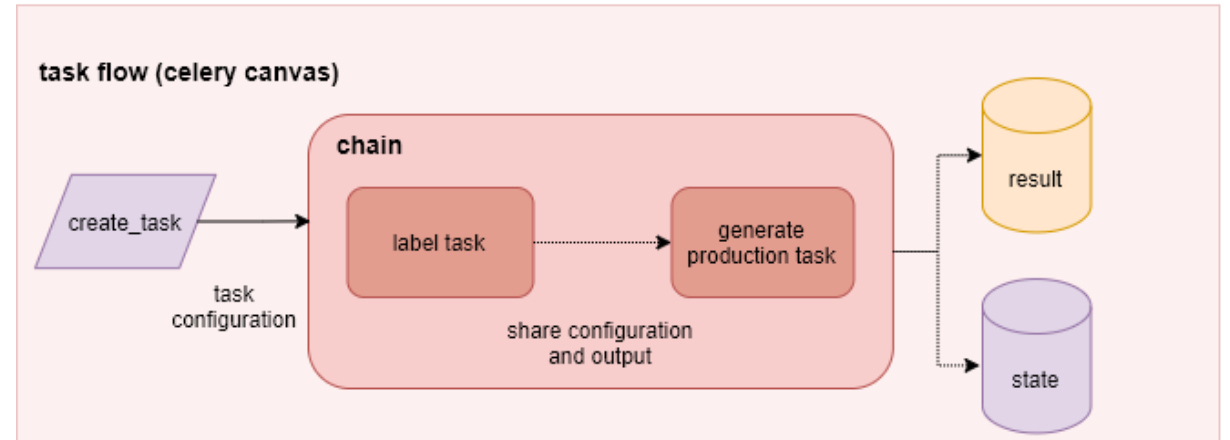 task flow (celery canvas)
chain
create_task
label task
generate
production task
result
task
configuration
share configuration
and output
state